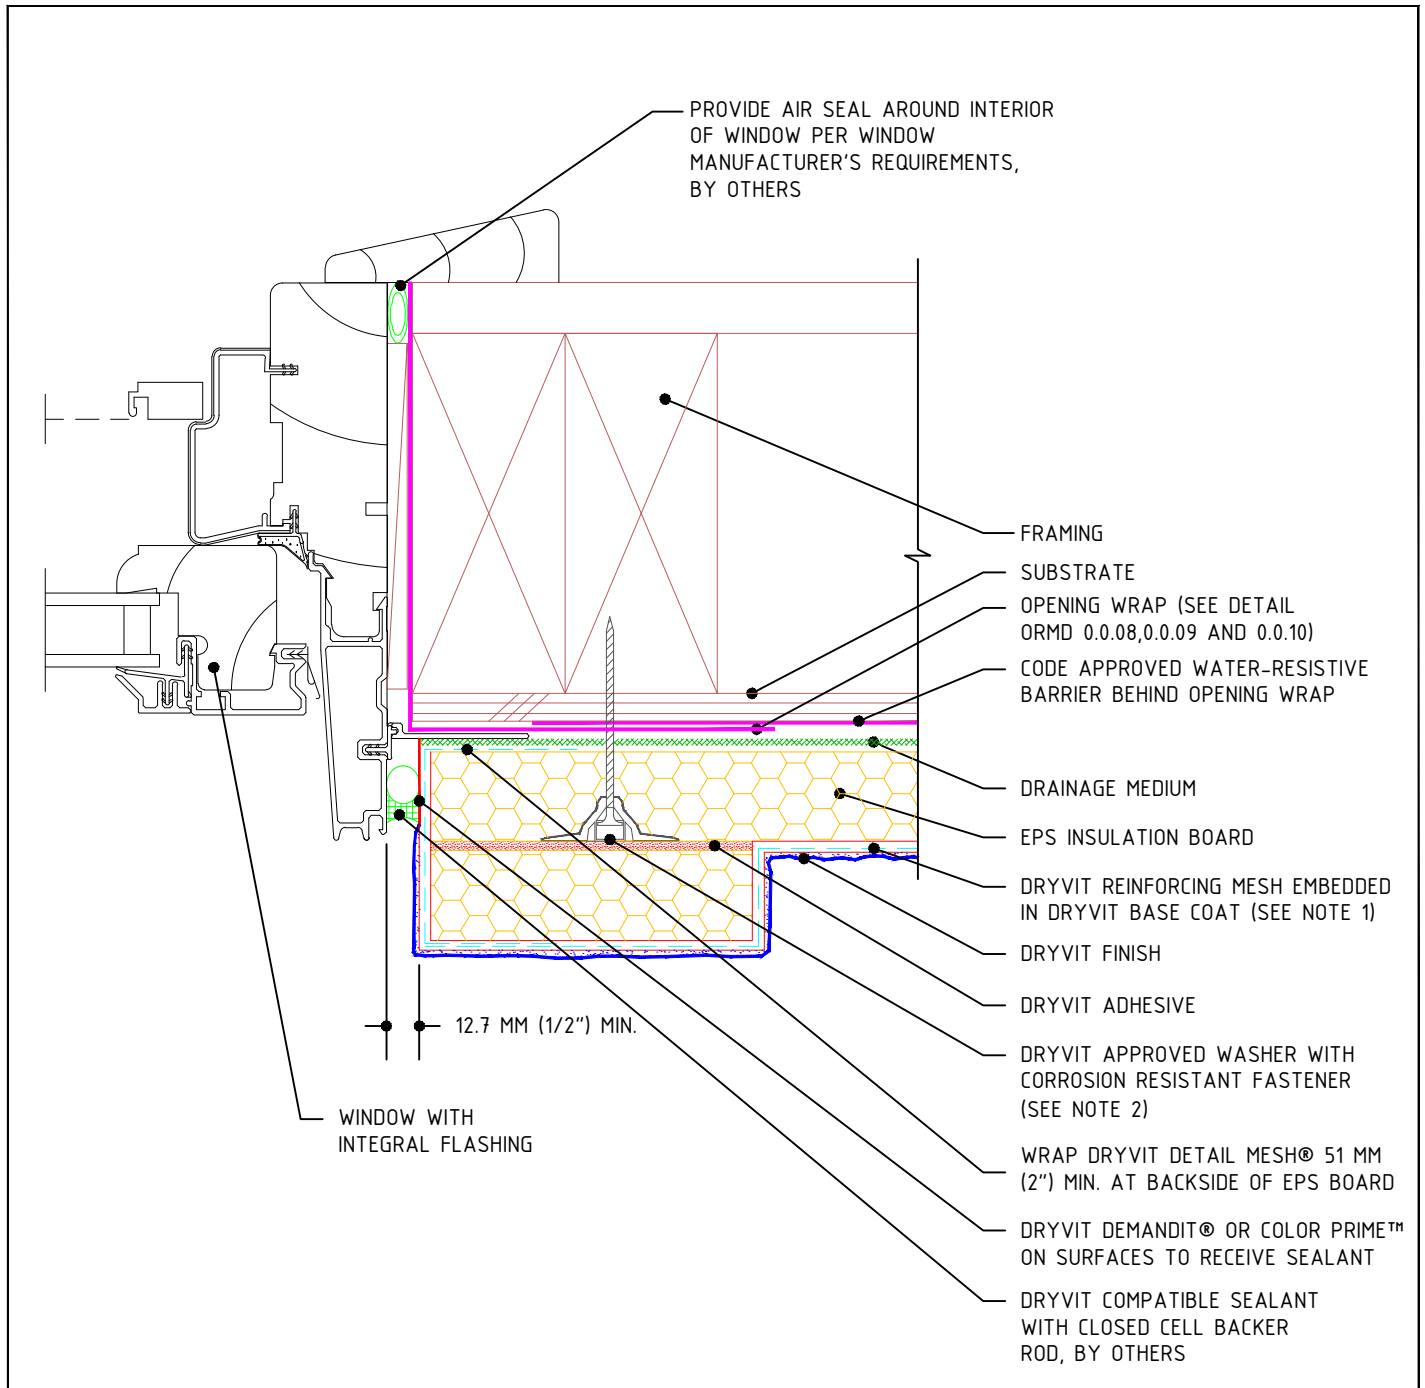 PROVIDE AIR SEAL AROUND INTERIOR
OF WINDOW PER WINDOW
MANUFACTURER'S REQUIREMENTS,
BY OTHERS
FRAMING
SUBSTRATE
OPENING WRAP (SEE DETAIL
ORMD 0.0.08,0.0.09 AND 0.0.10)
CODE APPROVED WATER-RESISTIVE
BARRIER BEHIND OPENING WRAP
DRAINAGE MEDIUM
EPS INSULATION BOARD
DRYVIT REINFORCING MESH EMBEDDED
IN DRYVIT BASE COAT (SEE NOTE 1)
DRYVIT FINISH
DRYVIT ADHESIVE
12.7 MM (1/2") MIN.
DRYVIT APPROVED WASHER WITH
CORROSION RESISTANT FASTENER
(SEE NOTE 2)
WINDOW WITH
INTEGRAL FLASHING
WRAP DRYVIT DETAIL MESH® 51 MM
(2") MIN. AT BACKSIDE OF EPS BOARD
DRYVIT DEMANDIT® OR COLOR PRIME™
ON SURFACES TO RECEIVE SEALANT
DRYVIT COMPATIBLE SEALANT
WITH CLOSED CELL BACKER
ROD, BY OTHERS